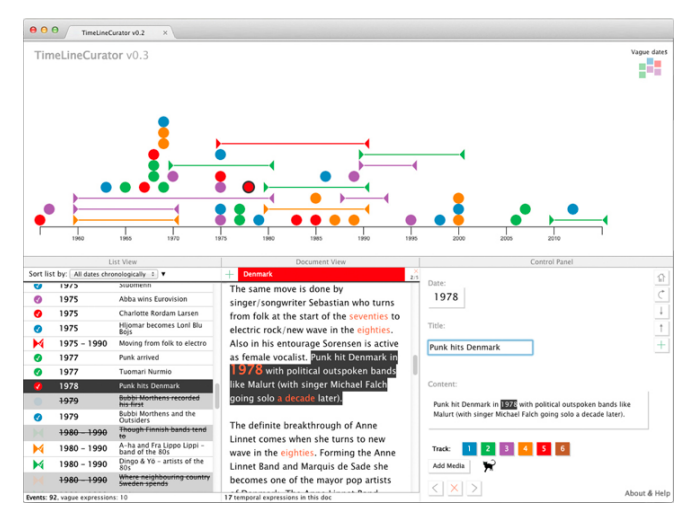 TimeLineCurator v0.2
TimeLineCurator v0.3
Vague dates
1960 1965 1970 1975 1980 1985 1990 1995 2000 2005 2010
List View
Document View
Control Panel
Sort list by: All dates chronologically
1975
1975 Abba wins Eurovision
1975 Charlotte Rordam Larsen
1975 Hljomar becomes Lonl Blu
Bojs
1975 - 1990 Moving from folk to electro
1977 Punk arrived
1977 Tuomari Nurmio
1978 Punk hits Denmark
1979 Bubbi Morthens recorded
his first
1979 Bubbi Morthens and the
Outsiders
1980 - 1990 Though Finnish bands tend
to
1980 - 1990 A-ha and Fra Lippo Lippi -
band of the 80s
1980 - 1990 Dingo & Yö - artists of the
80s
1980 - 1990 Where neighbouring country
Sweden spends
Events: 92, vague expressions: 10
+ Denmark
The same move is done by
singer/songwriter Sebastian who turns
from folk at the start of the seventies to
electric rock/new wave in the eighties.
Also in his entourage Sorensen is active
as female vocalist. Punk hit Denmark in
1978 with political outspoken bands
like Malurt (with singer Michael Falch
going solo a decade later).
The definite breakthrough of Anne
Linnet comes when she turns to new
wave in the eighties. Forming the Anne
Linnet Band and Marquis de Sade she
becomes one of the mayor pop artists
of Denmark. The Anne Linnet Band
17 temporal expressions in this doc
Date:
1978
Title:
Punk hits Denmark
Content:
Punk hit Denmark in 1978 with political outspoken bands like
Malurt (with singer Michael Falch going solo a decade later).
Track: 1 2 3 4 5 6
Add Media
< × >
About & Help